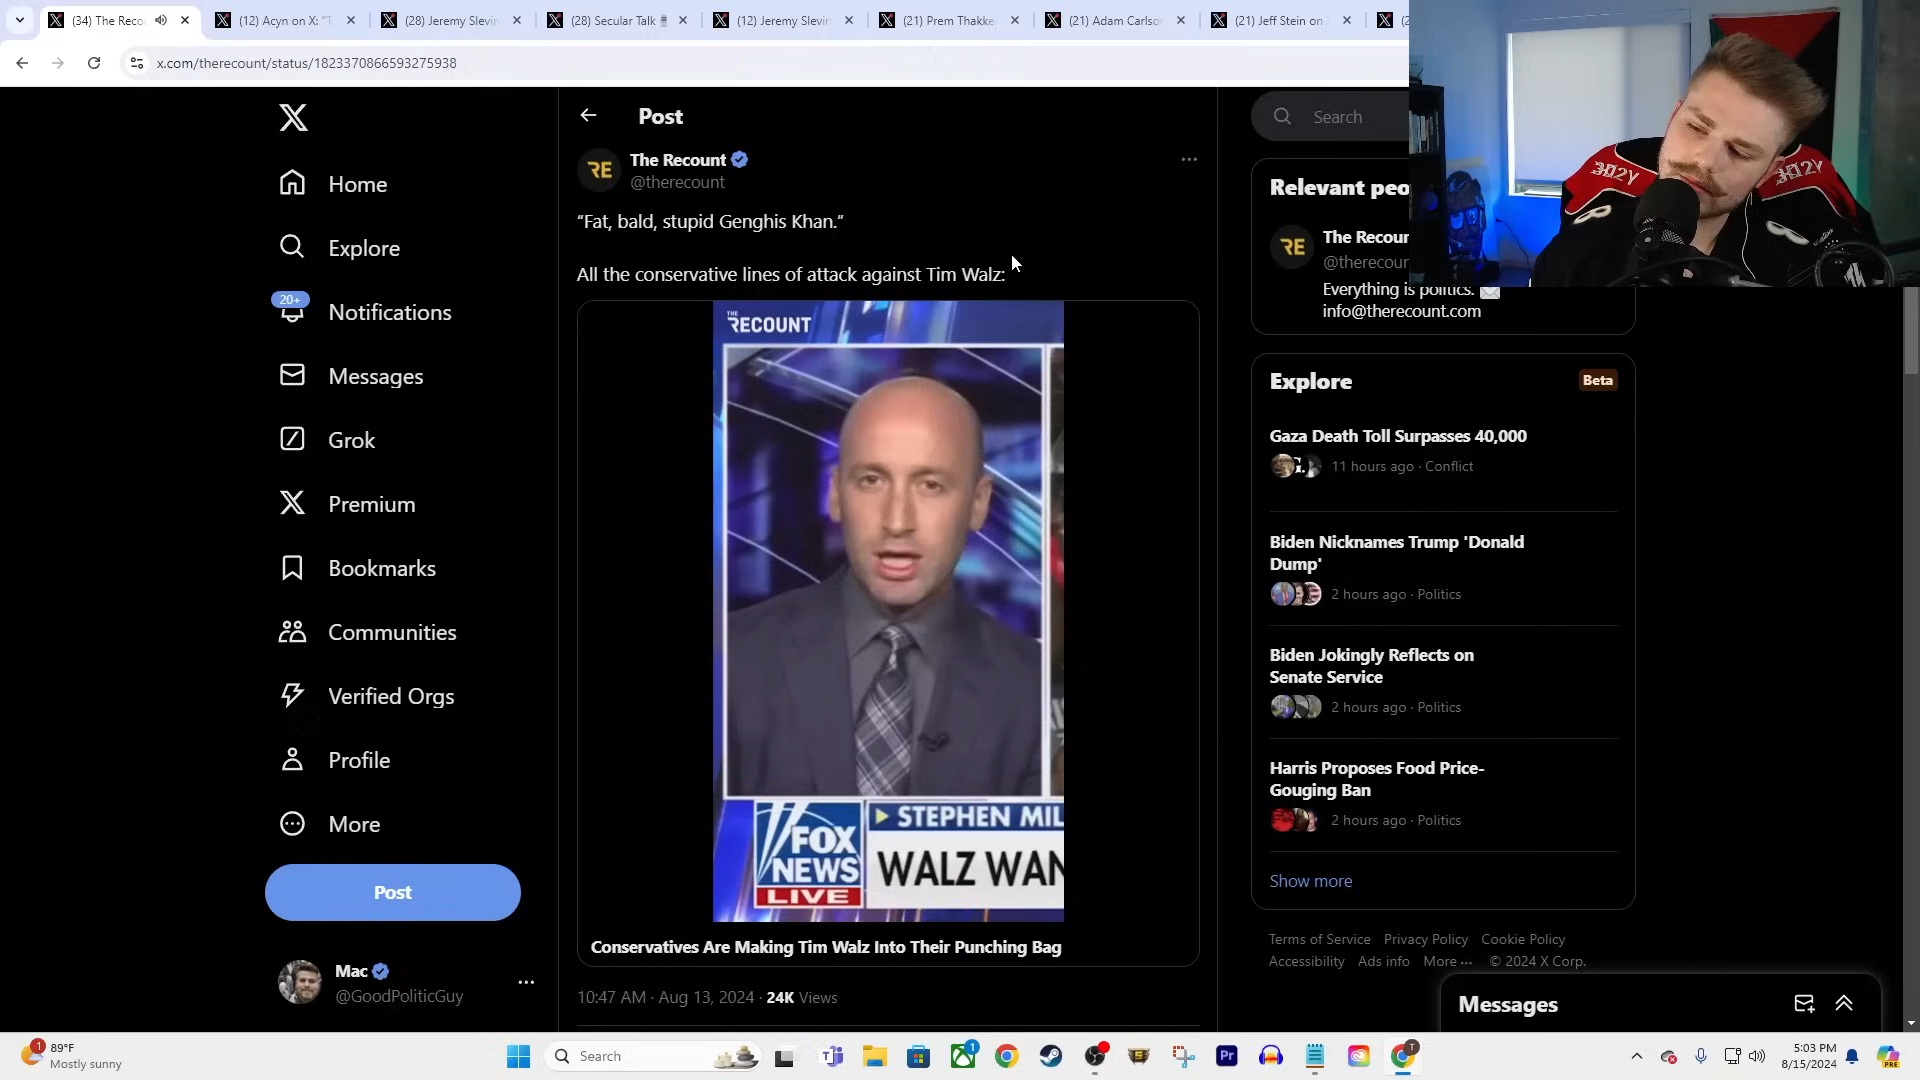 (34) The Recou
(12) Acyn on X: "T
(28) Jeremy Slevin
(28) Secular Talk
(12) Jeremy Slevin
(21) Prem Thakke
(21) Adam Carlso
(21) Jeff Stein on
x.com/therecount/status/1823370866593275938
Home
Explore
20+
Notifications
Messages
Grok
Premium
Bookmarks
Communities
Verified Orgs
Profile
More
Post
Mac
@GoodPoliticGuy
Post
RE
The Recount
@therecount
“Fat, bald, stupid Genghis Khan.”
All the conservative lines of attack against Tim Walz:
THE
RECOUNT
FOX
NEWS
LIVE
STEPHEN MIL
WALZ WAN
Conservatives Are Making Tim Walz Into Their Punching Bag
10:47 AM · Aug 13, 2024 · 24K Views
Search
Relevant peo
RE
The Recour
@therecour
Everything is politics.
info@therecount.com
Explore
Beta
Gaza Death Toll Surpasses 40,000
11 hours ago · Conflict
Biden Nicknames Trump 'Donald
Dump'
2 hours ago · Politics
Biden Jokingly Reflects on
Senate Service
2 hours ago · Politics
Harris Proposes Food Price-
Gouging Ban
2 hours ago · Politics
Show more
Terms of Service Privacy Policy Cookie Policy
Accessibility Ads info More ··· © 2024 X Corp.
Messages
1
89°F
Mostly sunny
Search
1
Pr
T
5:03 PM
8/15/2024
PRE